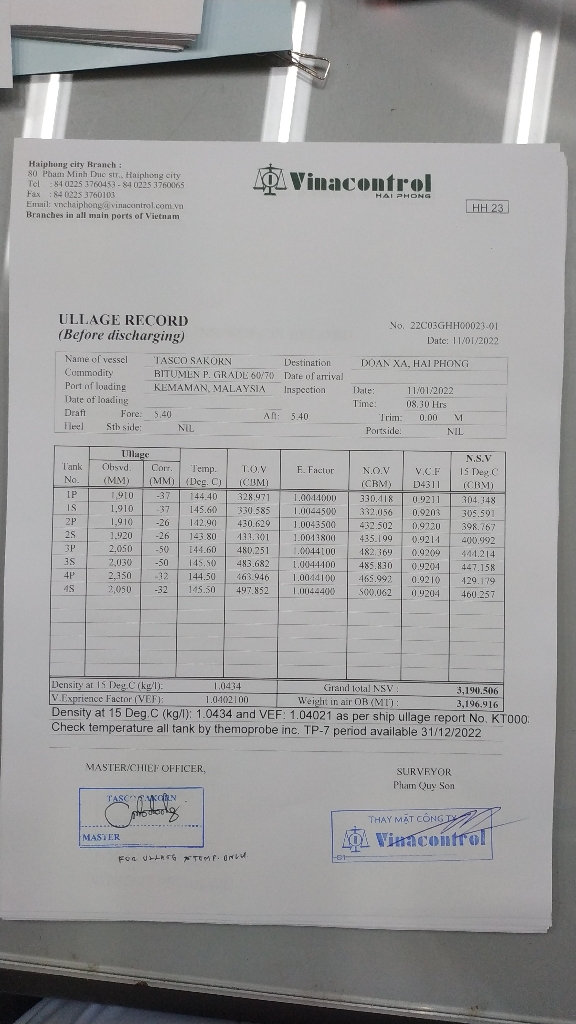 Haiphong city Branch :
80 Pham Minh Duc str., Haiphong city
Tel : 84 0225 3760453 - 84 0225 3760065
Fax : 84 0225 3760103
Email: vnchaiphong@vinacontrol.com.vn
Branches in all main ports of Vietnam
Vinacontrol
HAI PHONG
HH 23
ULLAGE RECORD
(Before discharging)
No: 22C03GHH00023-01
Date: 11/01/2022
Name of vessel TASCO SAKORN Destination DOAN XA, HAI PHONG
Commodity BITUMEN P. GRADE 60/70 Date of arrival
Port of loading KEMAMAN, MALAYSIA Inspection Date: 11/01/2022
Date of loading Time: 08.30 Hrs
Draft Fore: 5.40 Aft: 5.40 Trim: 0.00 M
Heel Stb side: NIL Portside: NIL
Ullage N.S.V
Tank Obsvd. Corr. Temp. T.O.V E. Factor N.O.V V.C.F 15 Deg.C
No. (MM) (MM) (Deg. C) (CBM) (CBM) D4311 (CBM)
1P 1,910 -37 144.40 328.971 1.0044000 330.418 0.9211 304.348
1S 1,910 -37 145.60 330.585 1.0044500 332.056 0.9203 305.591
2P 1,910 -26 142.90 430.629 1.0043500 432.502 0.9220 398.767
2S 1,920 -26 143.80 433.301 1.0043800 435.199 0.9214 400.992
3P 2,050 -50 144.60 480.251 1.0044100 482.369 0.9209 444.214
3S 2,030 -50 145.50 483.682 1.0044400 485.830 0.9204 447.158
4P 2,350 -32 144.50 463.946 1.0044100 465.992 0.9210 429.179
4S 2,050 -32 145.50 497.852 1.0044400 500.062 0.9204 460.257
Density at 15 Deg.C (kg/l): 1.0434 Grand total NSV : 3,190.506
V.Exprience Factor (VEF): 1.0402100 Weight in air OB (MT) : 3,196.916
Density at 15 Deg.C (kg/l): 1.0434 and VEF: 1.04021 as per ship ullage report No. KT000
Check temperature all tank by themoprobe inc. TP-7 period available 31/12/2022
MASTER/CHIEF OFFICER,
SURVEYOR
Pham Quy Son
TASCO SAKORN
MASTER
FOR ULLAGE & TEMP. ONLY
THAY MẶT CÔNG TY
Vinacontrol
01